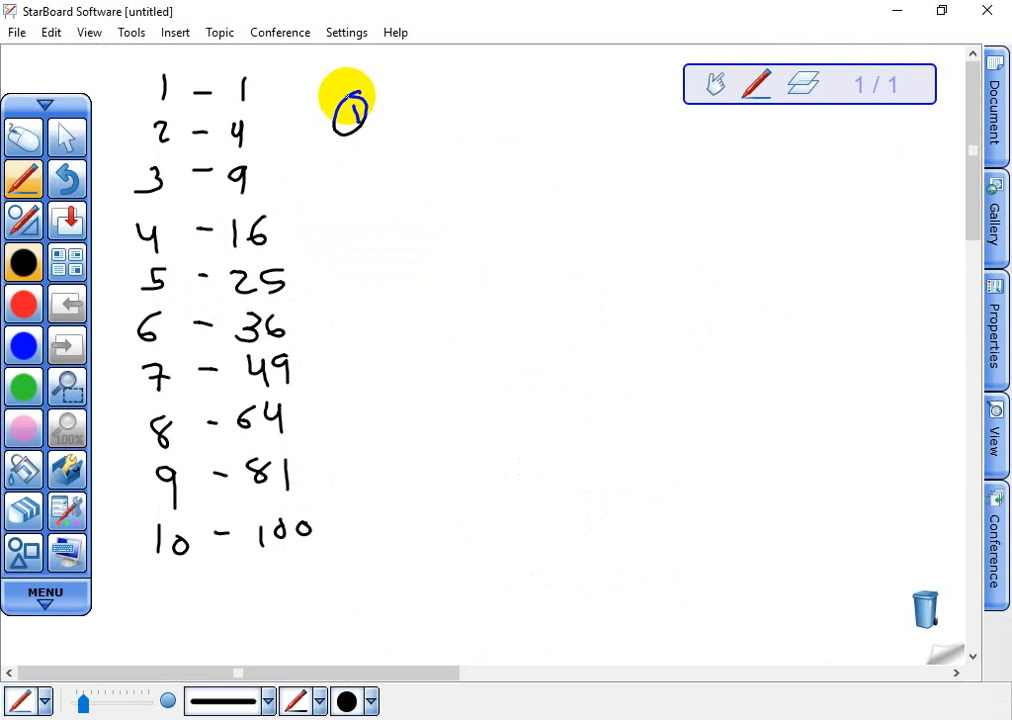 StarBoard Software [untitled]
File Edit View Tools Insert Topic Conference Settings Help
1 / 1
1 - 1
2 - 4
3 - 9
4 - 16
5 - 25
6 - 36
7 - 49
8 - 64
9 - 81
10 - 100
1
100%
MENU
Document
Gallery
Properties
View
Conference